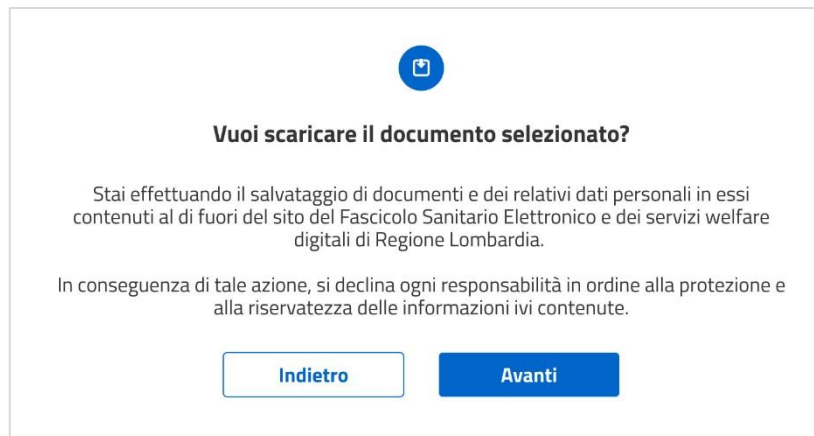 Vuoi scaricare il documento selezionato?
Stai effettuando il salvataggio di documenti e dei relativi dati personali in essi
contenuti al di fuori del sito del Fascicolo Sanitario Elettronico e dei servizi welfare
digitali di Regione Lombardia.
In conseguenza di tale azione, si declina ogni responsabilità in ordine alla protezione e
alla riservatezza delle informazioni ivi contenute.
Indietro
Avanti